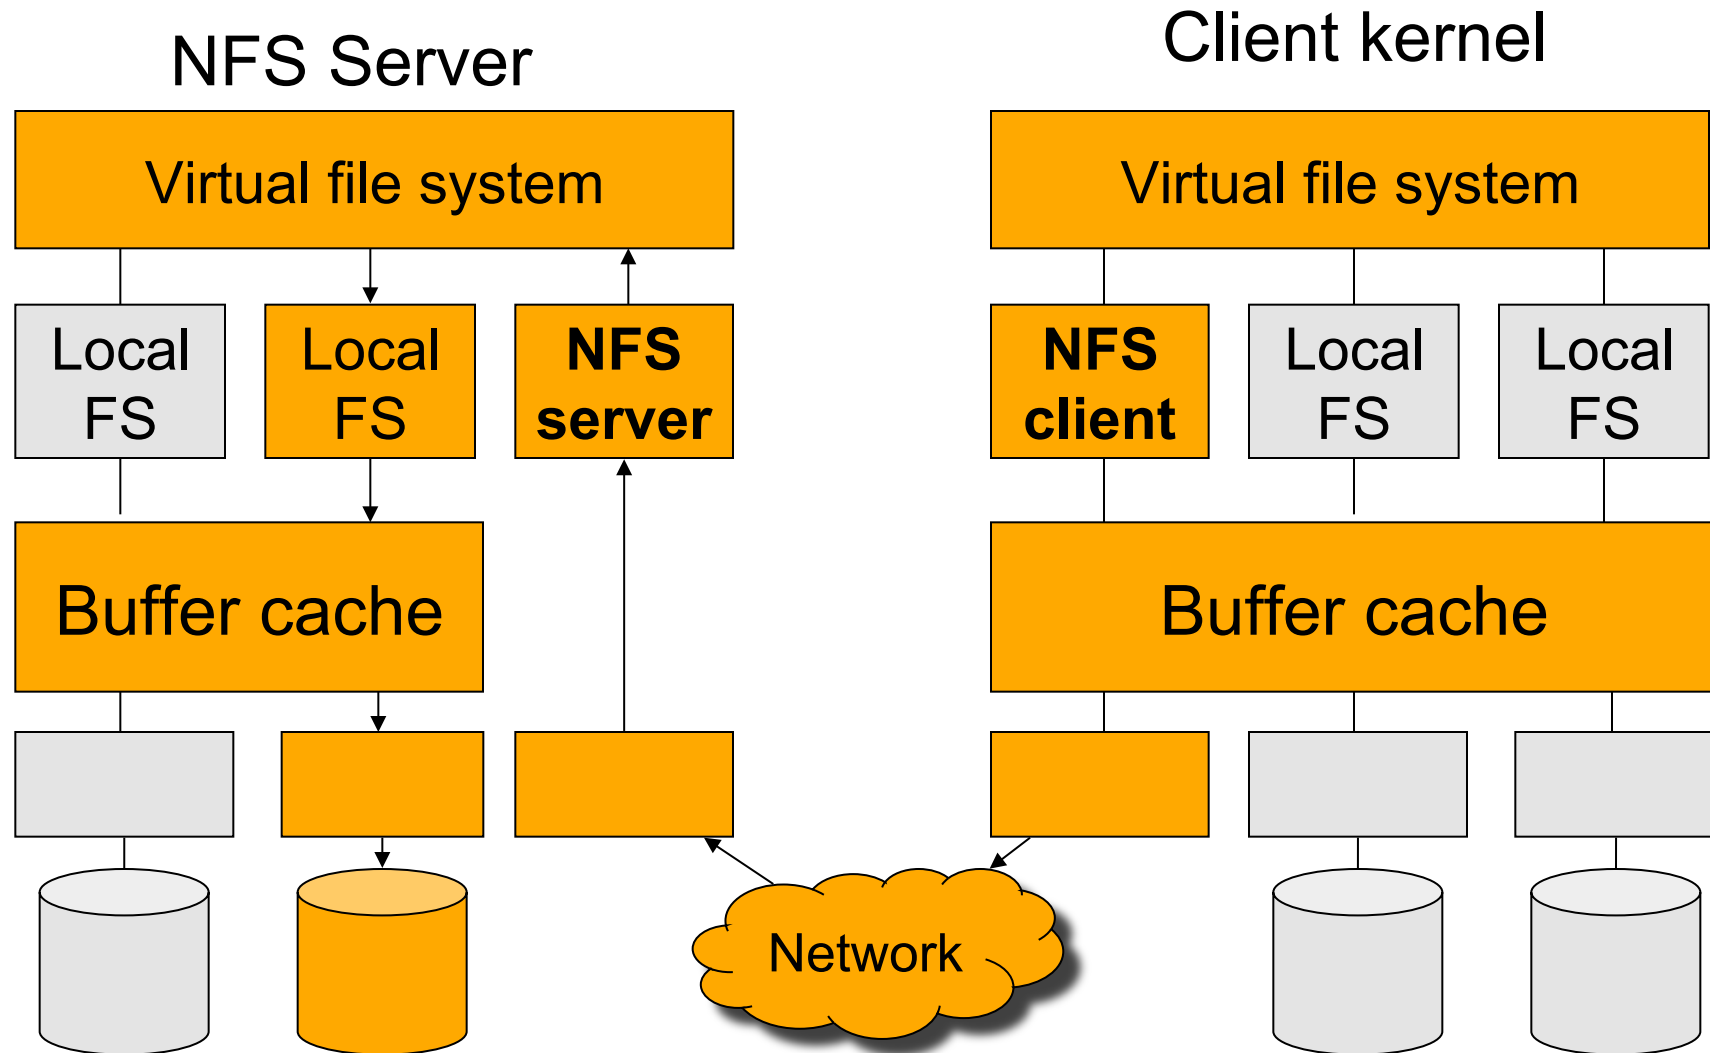 NFS Server
Client kernel
Virtual file system
Virtual file system
Local
FS
Local
FS
NFS
server
NFS
client
Local
FS
Local
FS
Buffer cache
Buffer cache
Network